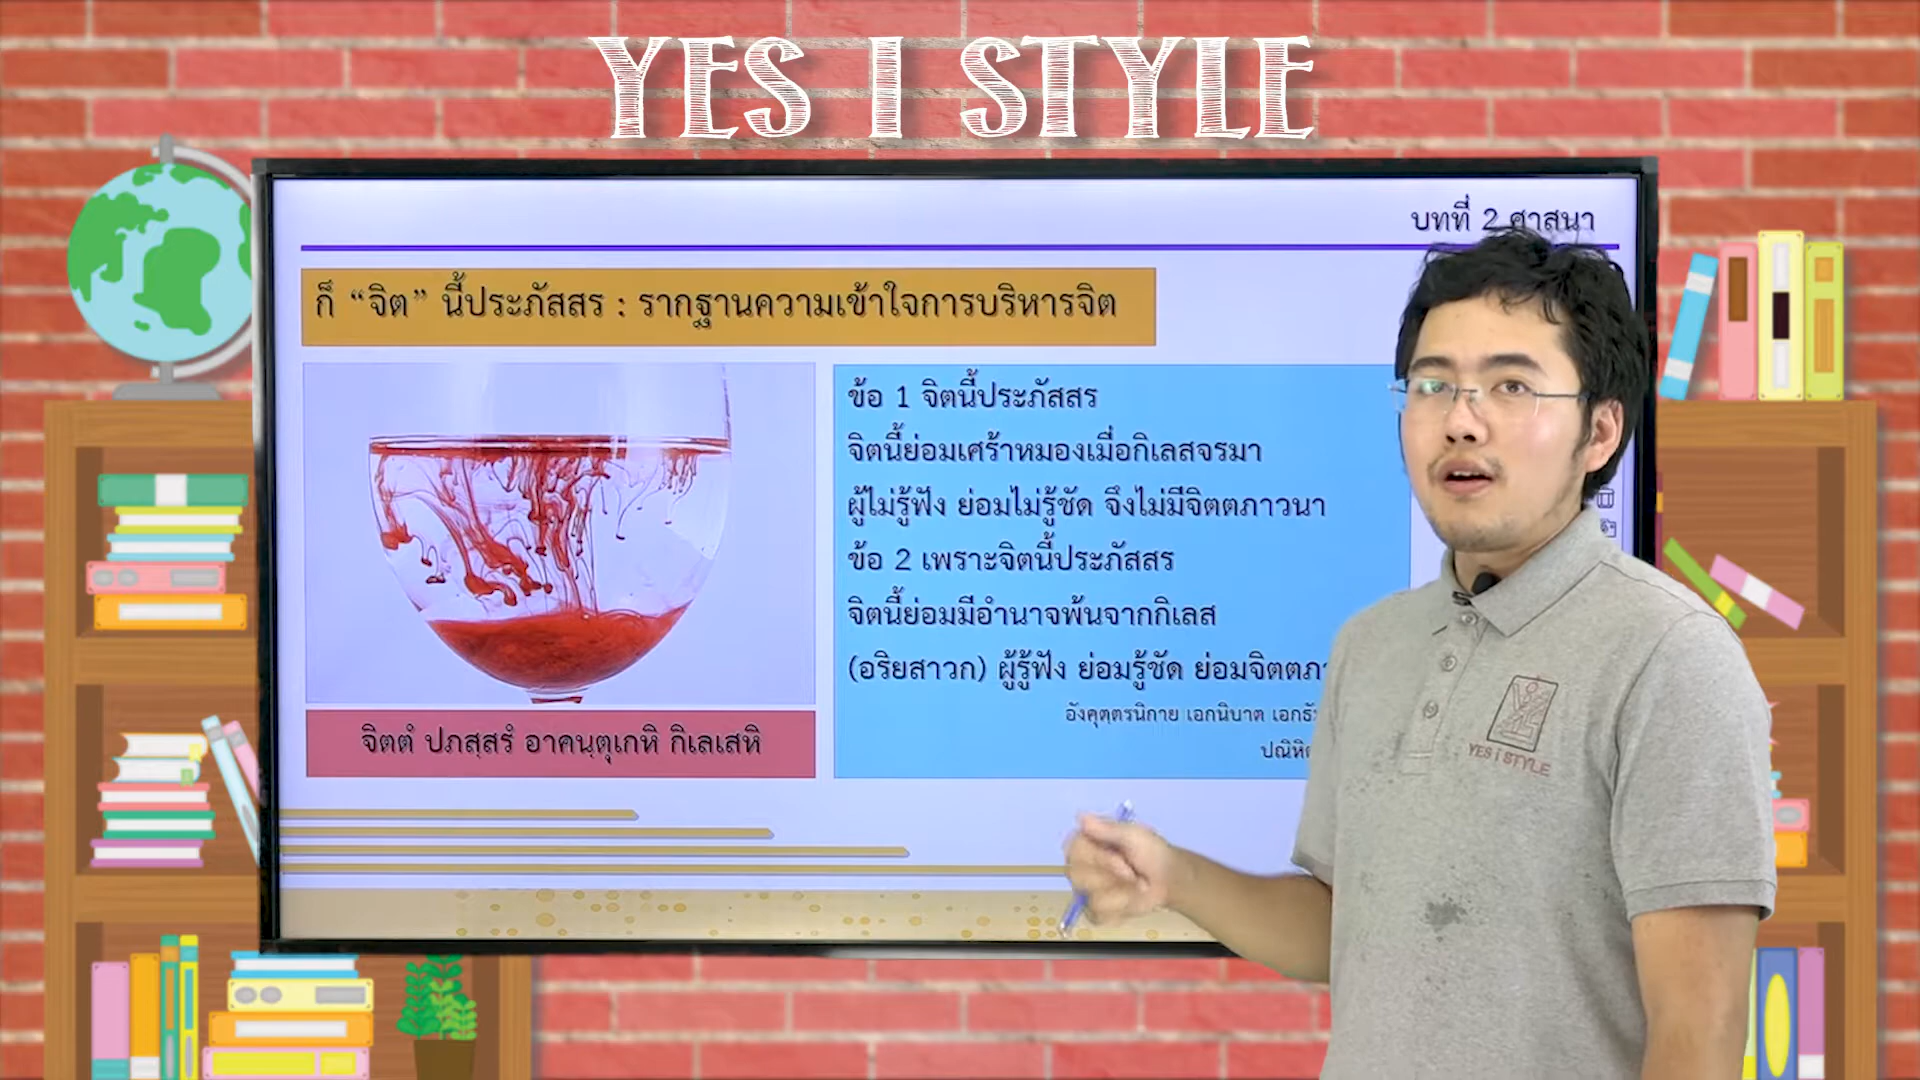 YES I STYLE
บทที่ 2 ศาสนา
ก็ “จิต” นี้ประภัสสร : รากฐานความเข้าใจการบริหารจิต
ข้อ 1 จิตนี้ประภัสสร
จิตนี้ย่อมเศร้าหมองเมื่อกิเลสจรมา
ผู้ไม่รู้ฟัง ย่อมไม่รู้ชัด จึงไม่มีจิตตภาวนา
ข้อ 2 เพราะจิตนี้ประภัสสร
จิตนี้ย่อมมีอำนาจพ้นจากกิเลส
(อริยสาวก) ผู้รู้ฟัง ย่อมรู้ชัด ย่อมจิตตภา
อังคุตฺตรนิกาย เอกนิบาต
จิตตํ ปภสฺสรํ อาคนฺตุเกหิ กิเลเสหิ
YES I STYLE